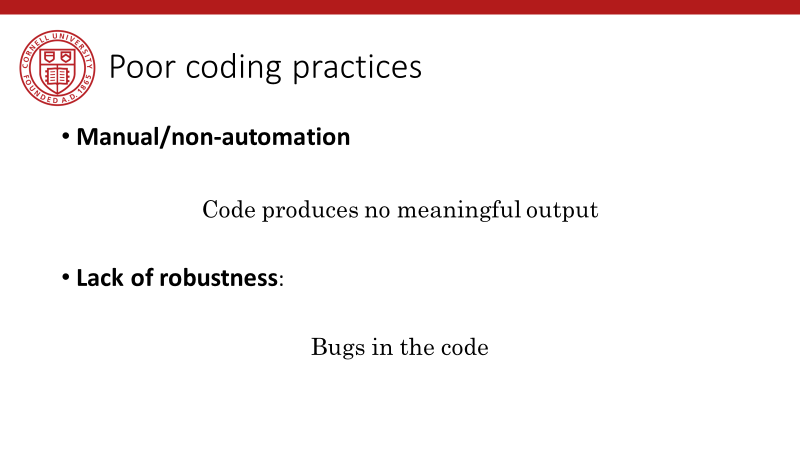 CORNELL UNIVERSITY
FOUNDED A.D. 1865
Poor coding practices
• Manual/non-automation
Code produces no meaningful output
• Lack of robustness:
Bugs in the code